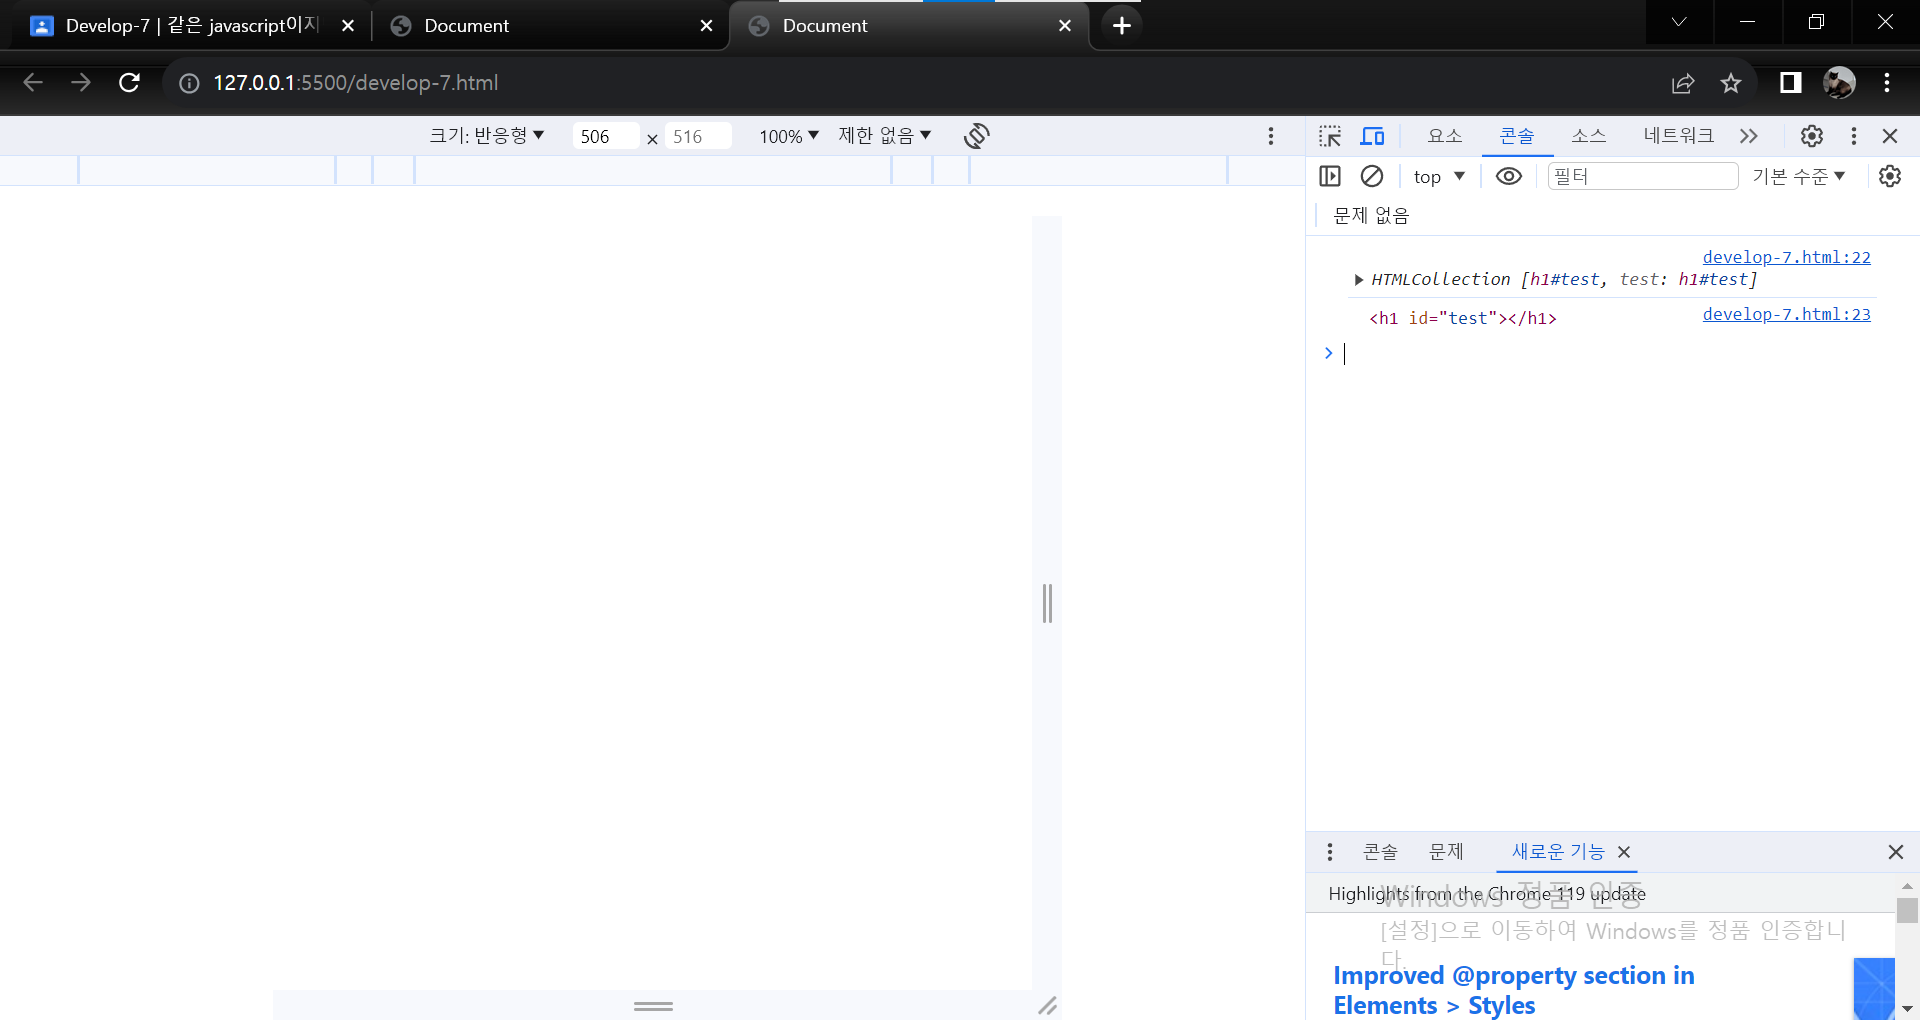 Develop-7 | 같은 javascript이지
Document
Document
127.0.0.1:5500/develop-7.html
크기: 반응형 506 × 516 100% 제한 없음
요소 콘솔 소스 네트워크
top 필터 기본 수준
문제 없음
develop-7.html:22
HTMLCollection [h1#test, test: h1#test]
<h1 id="test"></h1> develop-7.html:23
콘솔 문제 새로운 기능
Highlights from the Chrome 119 update
Windows 정품 인증
[설정]으로 이동하여 Windows를 정품 인증합니
다.
Improved @property section in
Elements > Styles